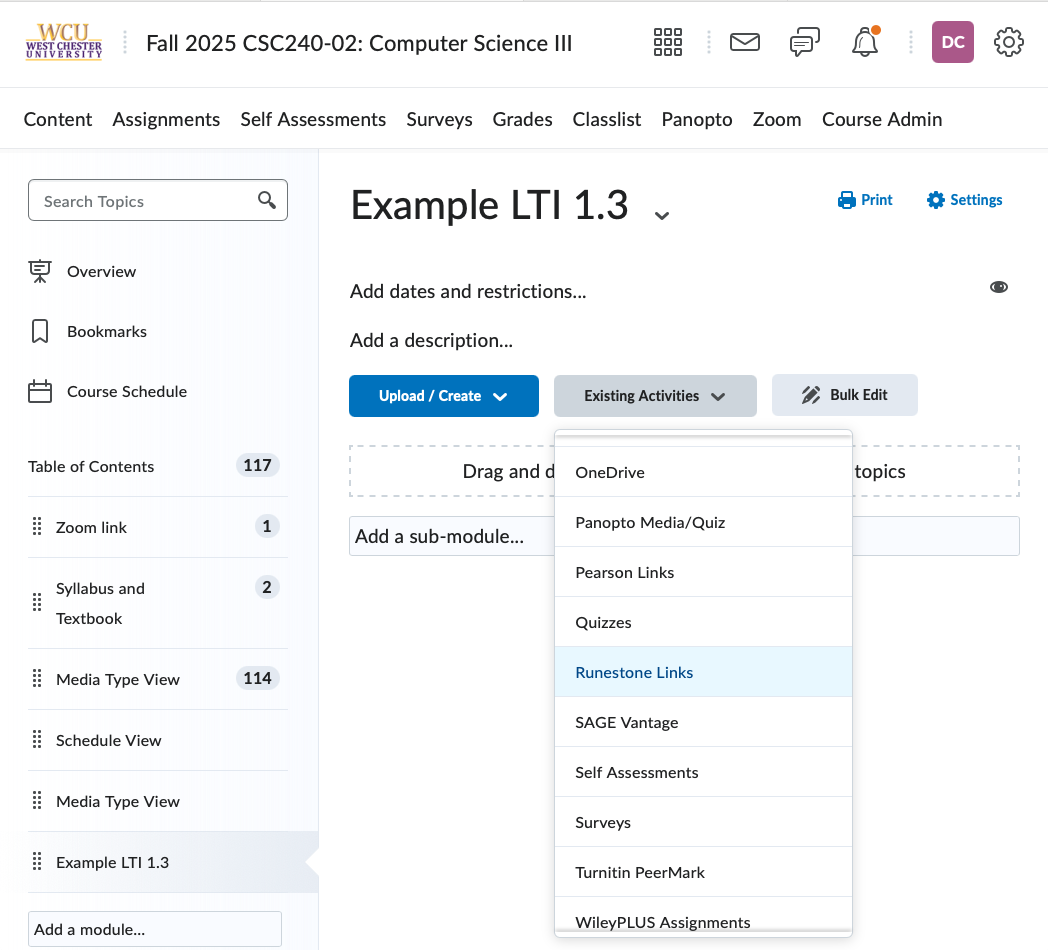 WCU
WEST CHESTER
UNIVERSITY
Fall 2025 CSC240-02: Computer Science III
DC
Content Assignments Self Assessments Surveys Grades Classlist Panopto Zoom Course Admin
Search Topics
Overview
Bookmarks
Course Schedule
Table of Contents 117
Zoom link 1
Syllabus and 2
Textbook
Media Type View 114
Schedule View
Media Type View
Example LTI 1.3
Add a module...
Example LTI 1.3
Print Settings
Add dates and restrictions...
Add a description...
Upload / Create Existing Activities Bulk Edit
Drag and d topics
Add a sub-module...
OneDrive
Panopto Media/Quiz
Pearson Links
Quizzes
Runestone Links
SAGE Vantage
Self Assessments
Surveys
Turnitin PeerMark
WileyPLUS Assignments